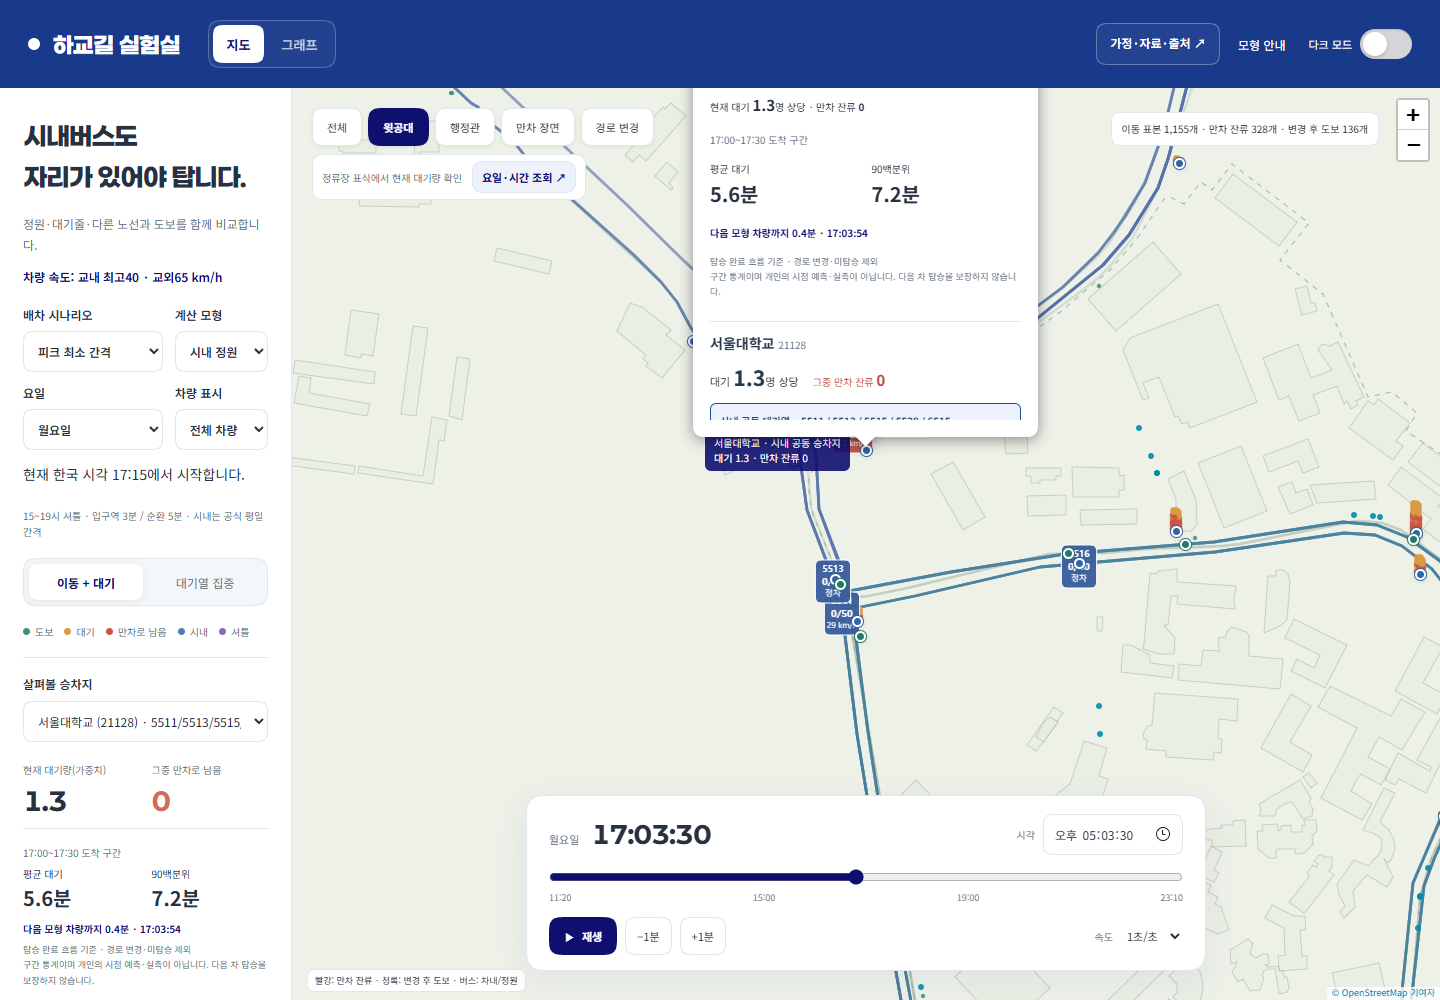 하교길 실험실
지도
그래프
가정·자료·출처 ↗
모형 안내
다크 모드
시내버스도
자리가 있어야 탑니다.
정원·대기줄·다른 노선과 도보를 함께 비교합니
다.
차량 속도: 교내 최고40 · 교외65 km/h
배차 시나리오
계산 모형
피크 최소 간격
시내 정원
요일
차량 표시
월요일
전체 차량
현재 한국 시각 17:15에서 시작합니다.
15~19시 셔틀 · 입구역 3분 / 순환 5분 · 시내는 공식 평일
간격
이동 + 대기
대기열 집중
도보
대기
만차로 남음
시내
셔틀
살펴볼 승차지
서울대학교 (21128) · 5511/5513/5515,
현재 대기량(가중치)
그중 만차로 남음
1.3
0
17:00~17:30 도착 구간
평균 대기
90백분위
5.6분
7.2분
다음 모형 차량까지 0.4분 · 17:03:54
탑승 완료 흐름 기준 · 경로 변경·미탑승 제외
구간 통계이며 개인의 시점 예측·실측이 아닙니다. 다음 차 탑승을
보장하지 않습니다.
전체
윗공대
행정관
만차 장면
경로 변경
정류장 표식에서 현재 대기량 확인
요일·시간 조회 ↗
이동 표본 1,155개 · 만차 잔류 328개 · 변경 후 도보 136개
+
−
현재 대기 1.3명 상당 · 만차 잔류 0
17:00~17:30 도착 구간
평균 대기
90백분위
5.6분
7.2분
다음 모형 차량까지 0.4분 · 17:03:54
탑승 완료 흐름 기준 · 경로 변경·미탑승 제외
구간 통계이며 개인의 시점 예측·실측이 아닙니다. 다음 차 탑승을 보장하지 않습니
다.
서울대학교 21128
대기 1.3명 상당
그중 만차 잔류 0
서울대학교 · 시내 공동 승차지
대기 1.3 · 만차 잔류 0
5513
정차
0/50
29 km/
정차
월요일
17:03:30
시각
오후 05:03:30
11:20
15:00
19:00
23:10
▶ 재생
−1분
+1분
속도
1초/초
빨강: 만차 잔류 · 청록: 변경 후 도보 · 버스: 차내/정원
© OpenStreetMap 기여자